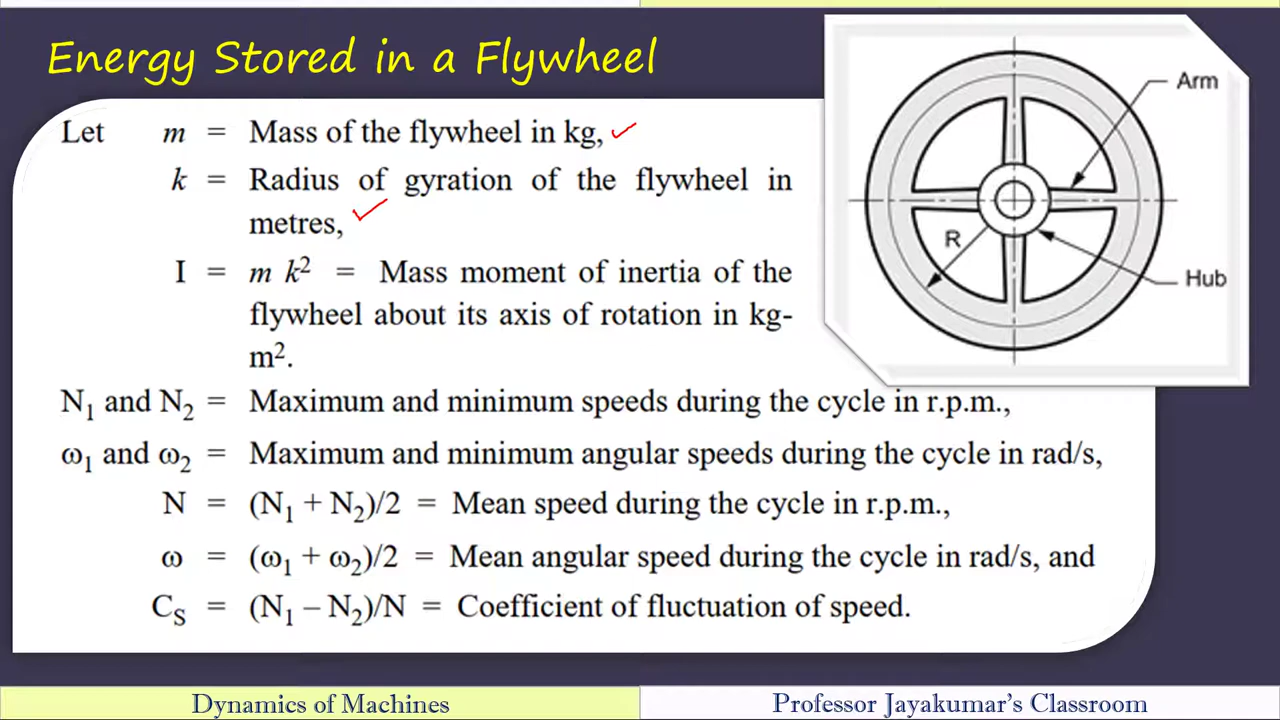 Energy Stored in a Flywheel
Let m = Mass of the flywheel in kg,
k = Radius of gyration of the flywheel in
metres,
I = m k² = Mass moment of inertia of the
flywheel about its axis of rotation in kg-
m².
N₁ and N₂ = Maximum and minimum speeds during the cycle in r.p.m.,
ω₁ and ω₂ = Maximum and minimum angular speeds during the cycle in rad/s,
N = (N₁ + N₂)/2 = Mean speed during the cycle in r.p.m.,
ω = (ω₁ + ω₂)/2 = Mean angular speed during the cycle in rad/s, and
C_S = (N₁ – N₂)/N = Coefficient of fluctuation of speed.
Arm
R
Hub
Dynamics of Machines
Professor Jayakumar's Classroom